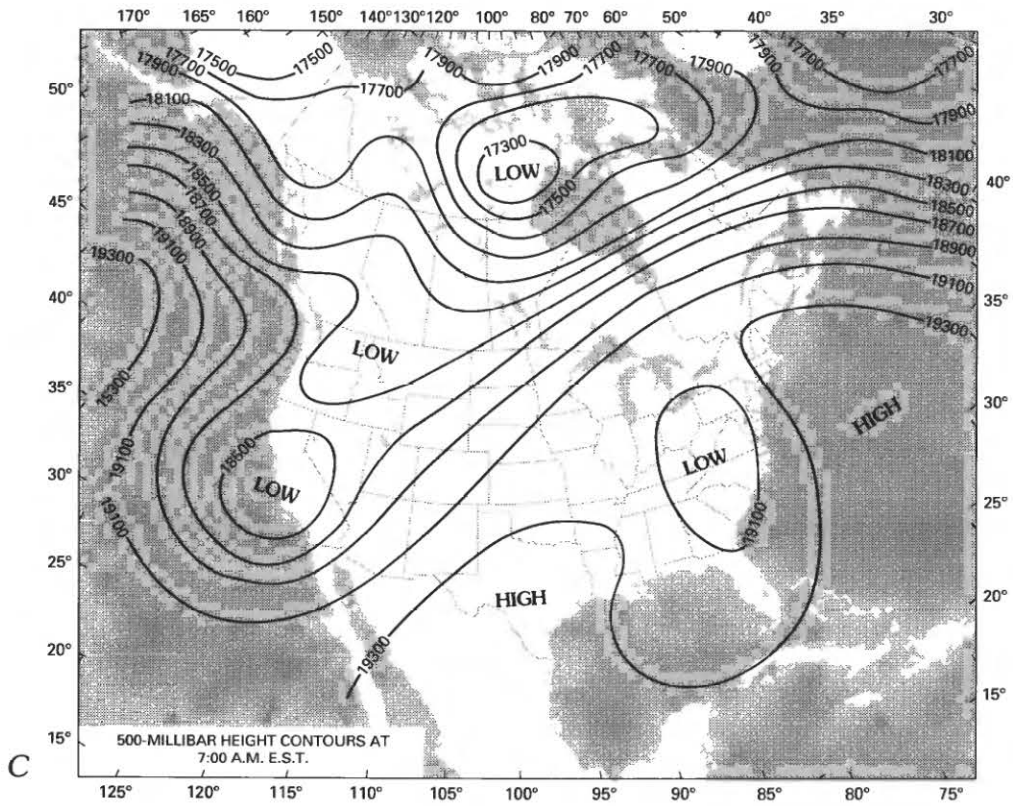 170° 165° 160° 150° 140° 130° 120° 100° 80° 70° 60° 50° 40° 35° 30°
17500 17500 17900 17700 17900
17700 17700 17900 17700 17900 17700 17700
17900
50°
18100 17900
18300 17300 18100
18500 LOW 18300 40°
45° 18700 17500 18500
18900 18700
19100 18900
19300 19100
40° 35°
19300
LOW
35° 30°
15300 HIGH
18500
19100 LOW
30° LOW 25°
19100 19100
25°
HIGH 20°
20° 19300
15°
15° 500-MILLIBAR HEIGHT CONTOURS AT
7:00 A.M. E.S.T.
C
125° 120° 115° 110° 105° 100° 95° 90° 85° 80° 75°